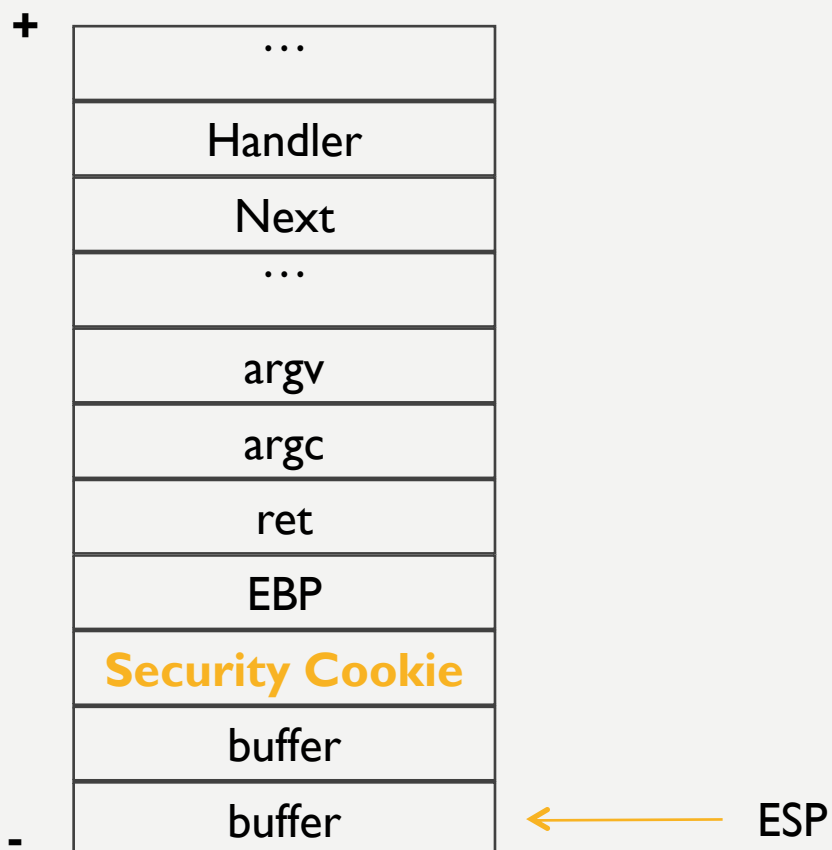 +
...
Handler
Next
...
argv
argc
ret
EBP
Security Cookie
buffer
buffer
ESP
-